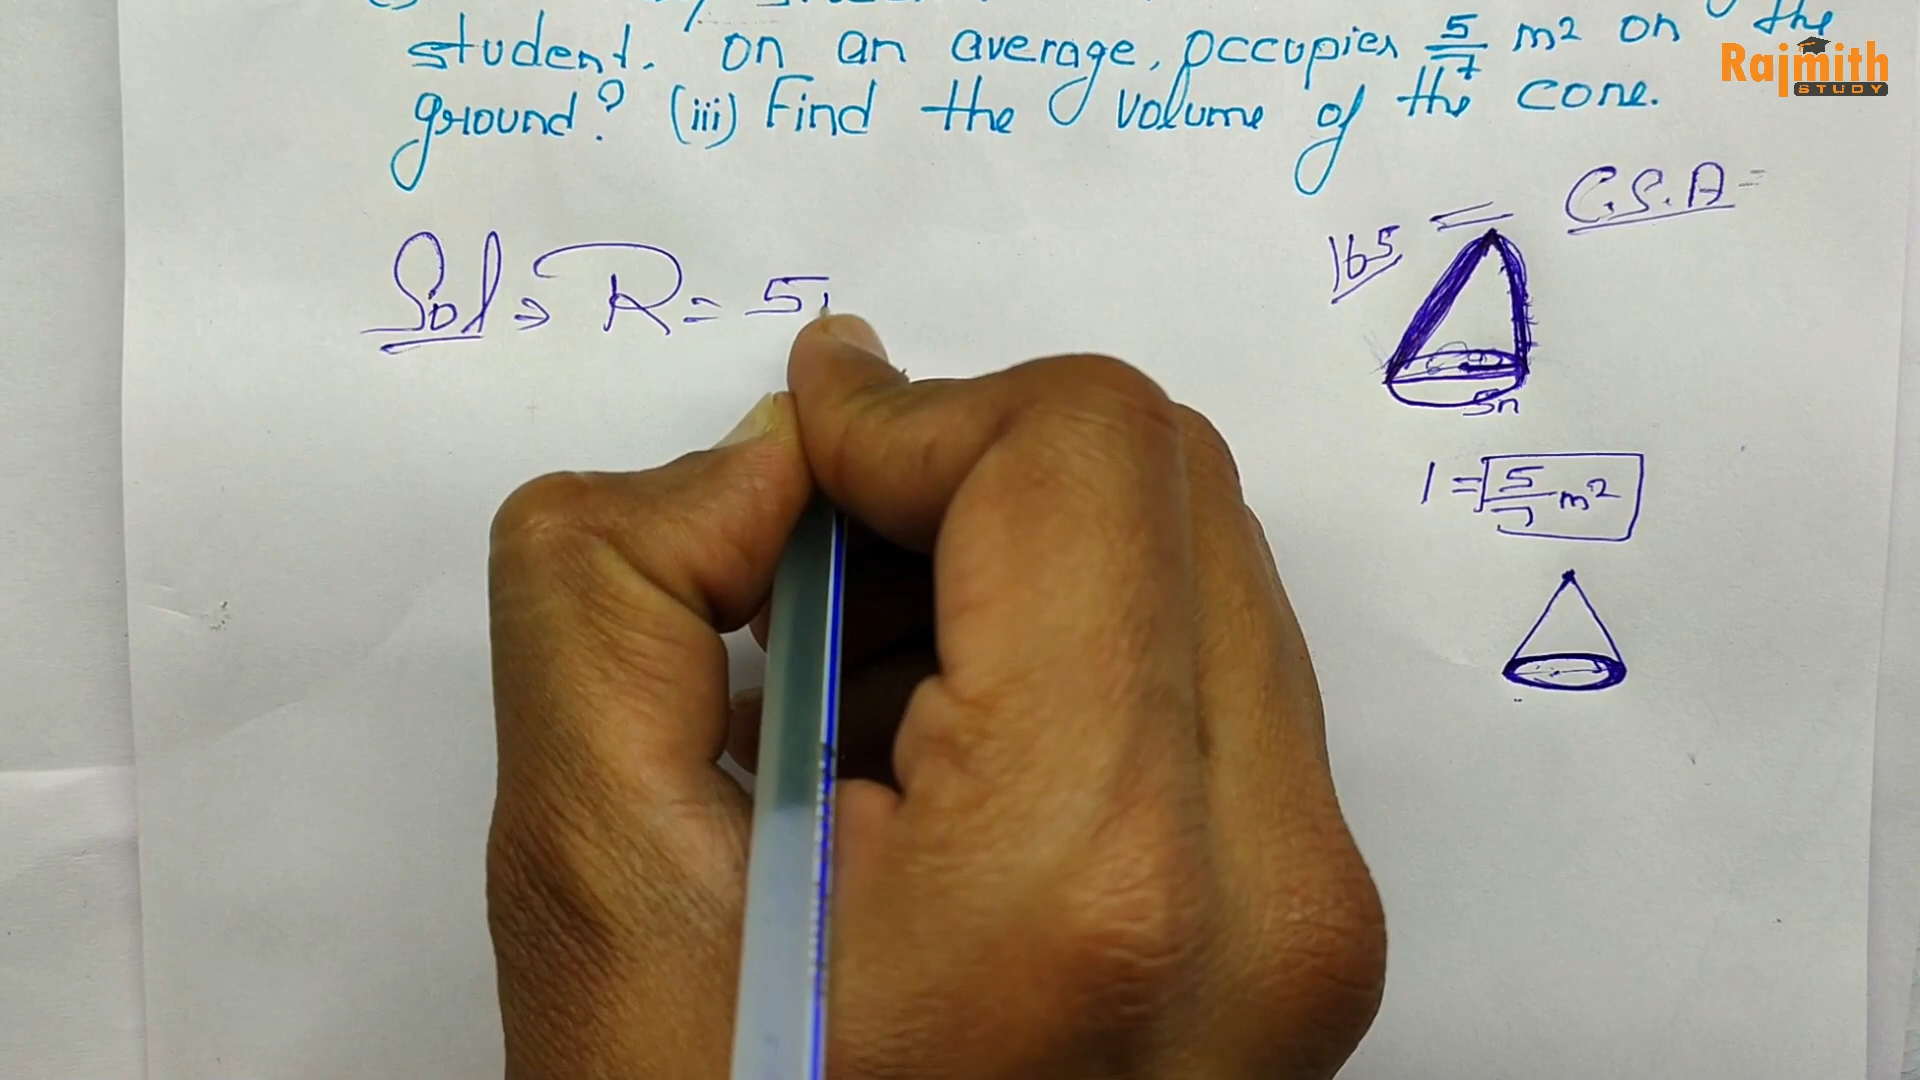 student. on an average, occupies 5/7 m² on the
ground? (iii) Find the volume of the cone.
Rajmith
STUDY
C.S.A =
165
Sol ⇒ R = 5
5m
1 = 5/7 m²